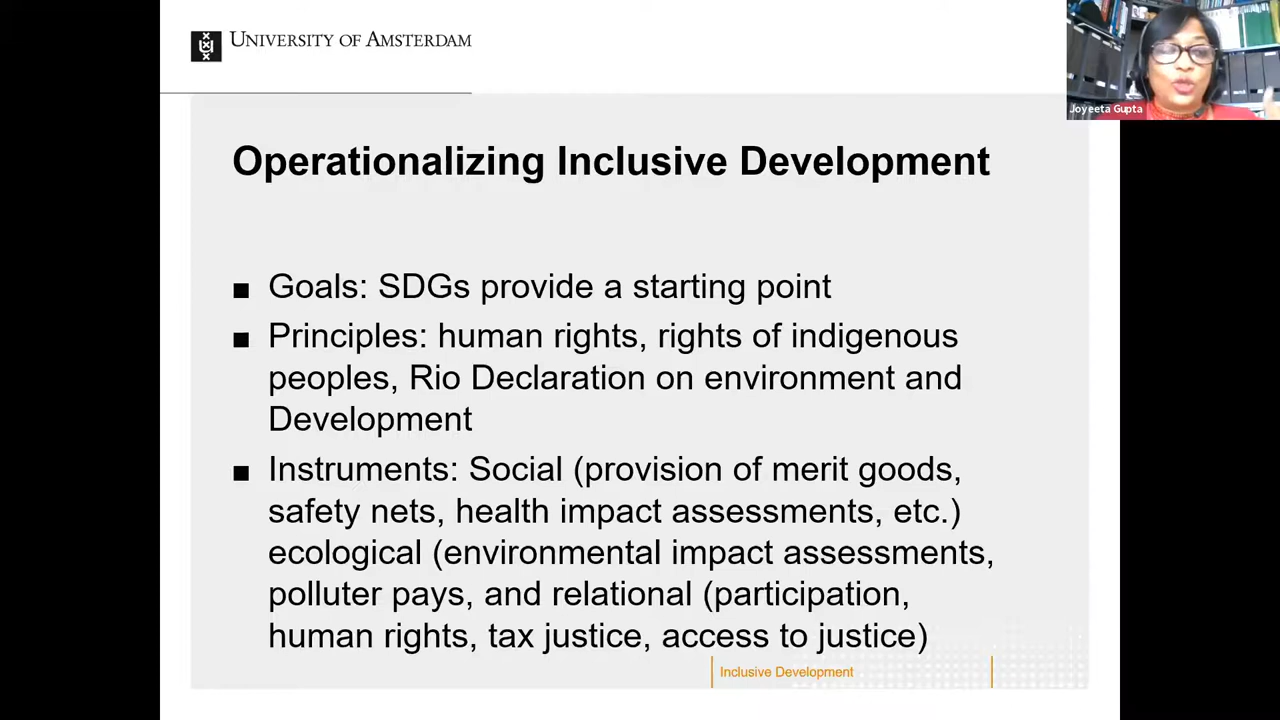 UNIVERSITY OF AMSTERDAM
Joyeeta Gupta
Operationalizing Inclusive Development
■ Goals: SDGs provide a starting point
■ Principles: human rights, rights of indigenous
peoples, Rio Declaration on environment and
Development
■ Instruments: Social (provision of merit goods,
safety nets, health impact assessments, etc.)
ecological (environmental impact assessments,
polluter pays, and relational (participation,
human rights, tax justice, access to justice)
Inclusive Development